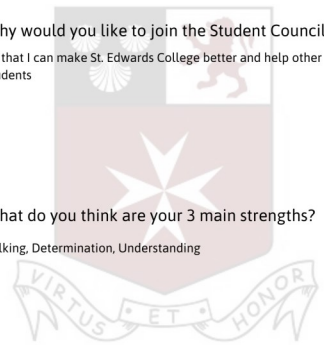 hy would you like to join the Student Council
that I can make St. Edwards College better and help other
dents
hat do you think are your 3 main strengths?
lking, Determination, Understanding
VIRTUS ET HONOR